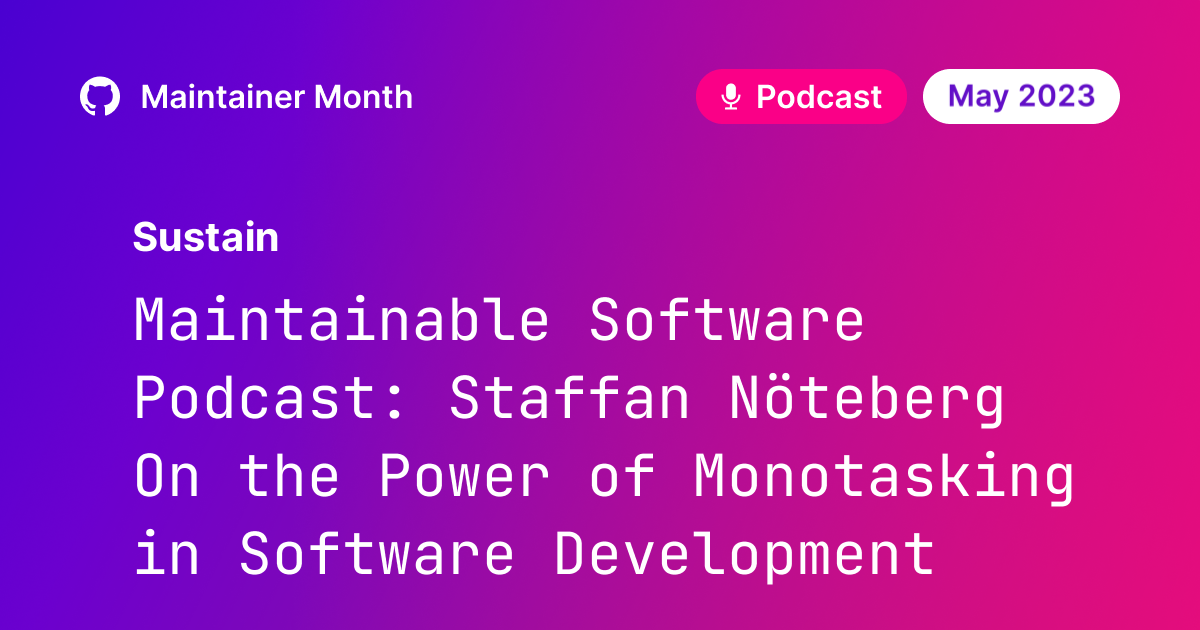 Maintainer Month
Podcast
May 2023
Sustain
Maintainable Software
Podcast: Staffan Nöteberg
On the Power of Monotasking
in Software Development